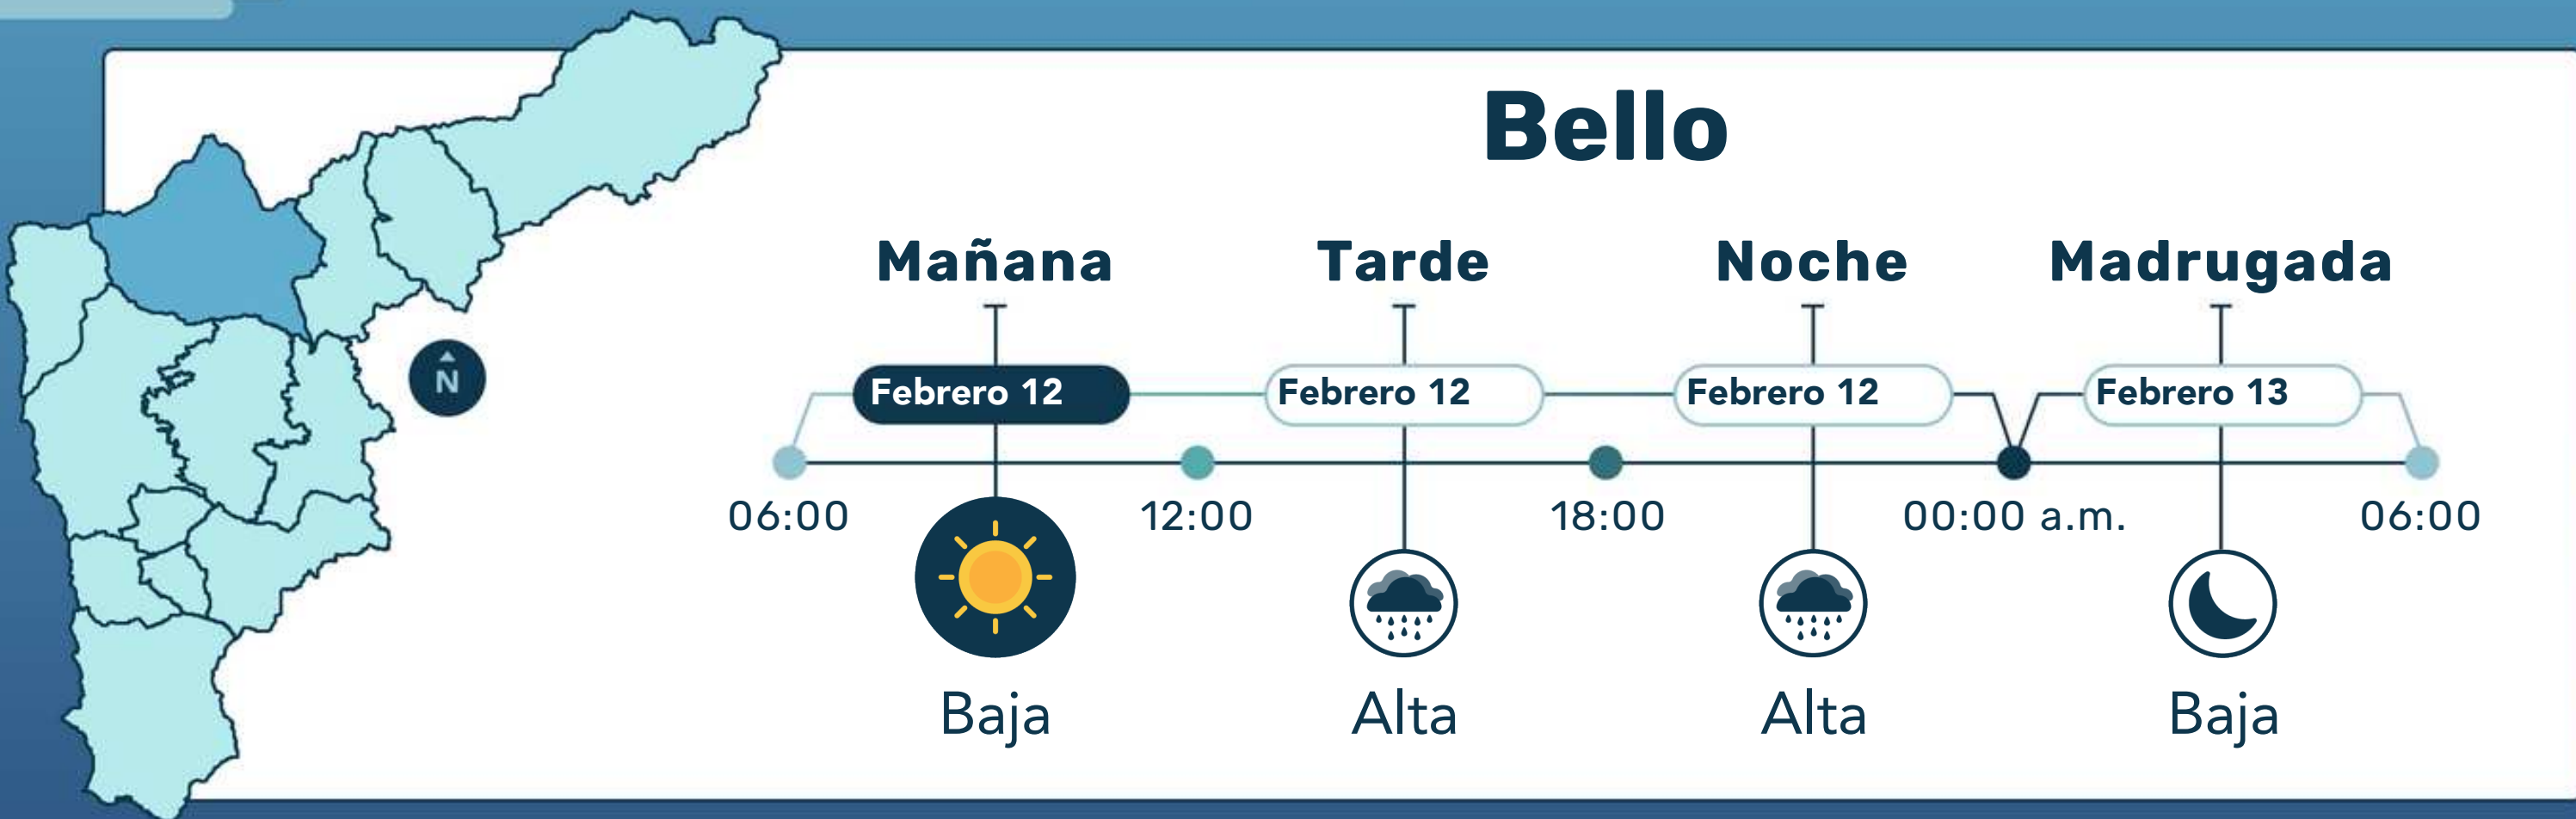 Bello
Mañana Tarde Noche Madrugada
N
Febrero 12 Febrero 12 Febrero 12 Febrero 13
06:00 12:00 18:00 00:00 a.m. 06:00
Baja Alta Alta Baja